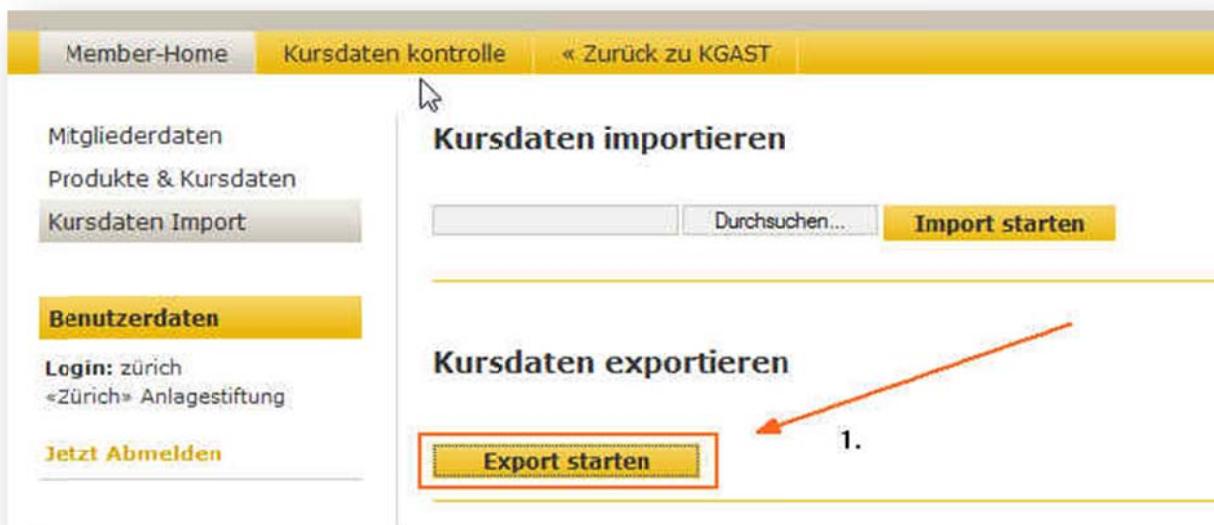 Member-Home
Kursdaten kontrolle
« Zurück zu KGAST
Mitgliederdaten
Produkte & Kursdaten
Kursdaten Import
Benutzerdaten
Login: zürich
«Zürich» Anlagestiftung
Jetzt Abmelden
Kursdaten importieren
Durchsuchen...
Import starten
Kursdaten exportieren
1.
Export starten